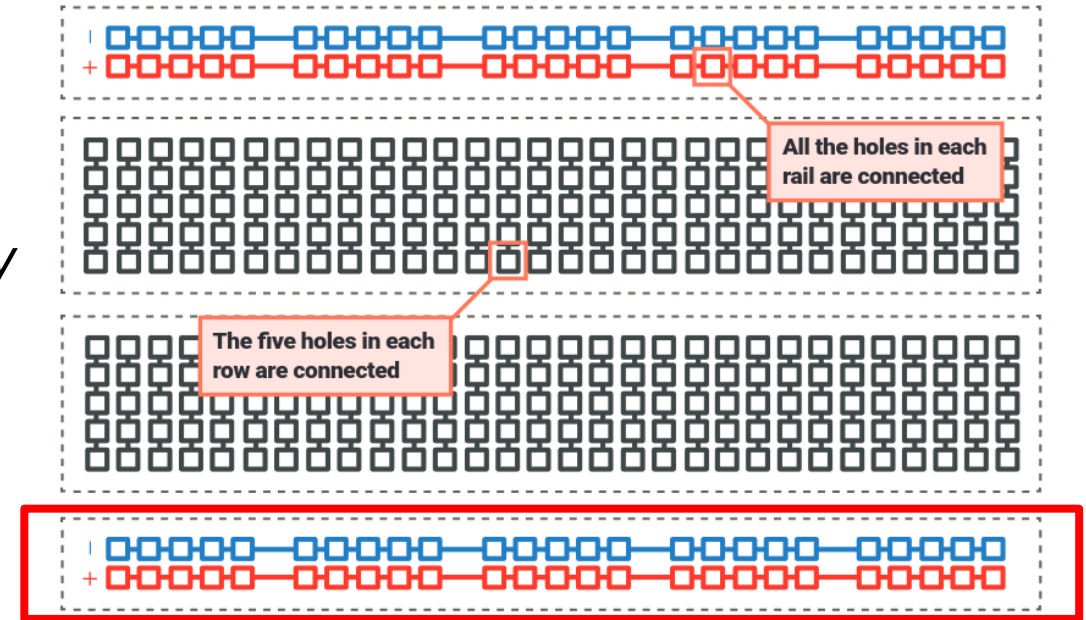 −
+
All the holes in each
rail are connected
y
The five holes in each
row are connected
−
+